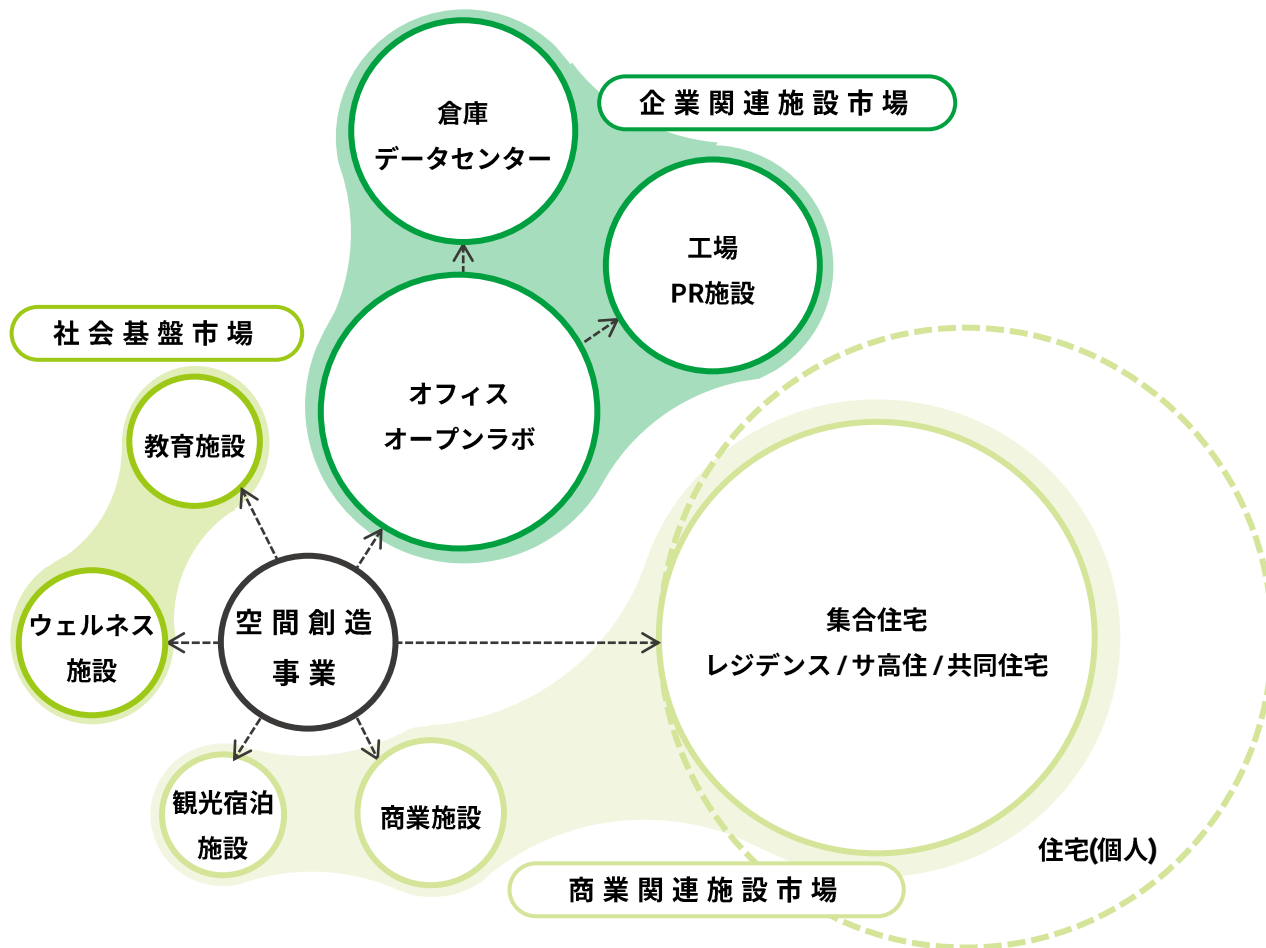 企業関連施設市場
倉庫
データセンター
工場
PR施設
オフィス
オープンラボ
社会基盤市場
教育施設
ウェルネス
施設
空間創造
事業
集合住宅
レジデンス / サ高住 / 共同住宅
観光宿泊
施設
商業施設
住宅(個人)
商業関連施設市場